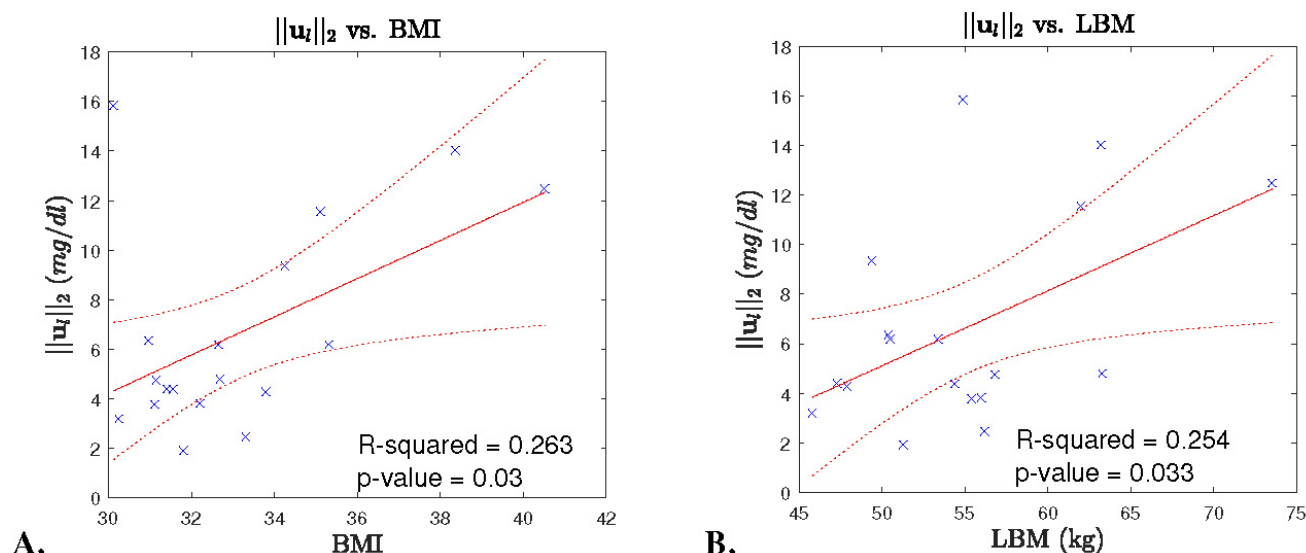 ||u_l||_2 vs. BMI
18
16
14
12
10
8
6
4
2
0
||u_l||_2 (mg/dl)
R-squared = 0.263
p-value = 0.03
30 32 34 36 38 40 42
A. BMI
||u_l||_2 vs. LBM
18
16
14
12
10
8
6
4
2
0
||u_l||_2 (mg/dl)
R-squared = 0.254
p-value = 0.033
45 50 55 60 65 70 75
B. LBM (kg)